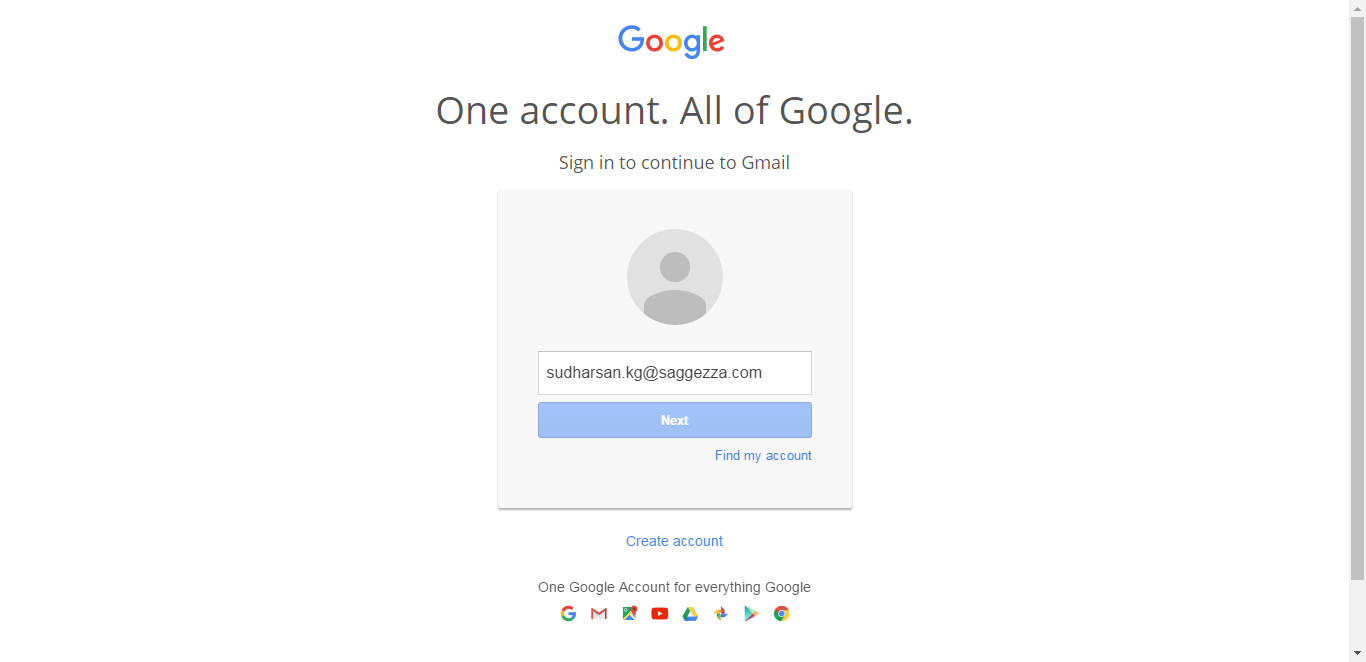 Google
One account. All of Google.
Sign in to continue to Gmail
sudharsan.kg@saggezza.com
Next
Find my account
Create account
One Google Account for everything Google